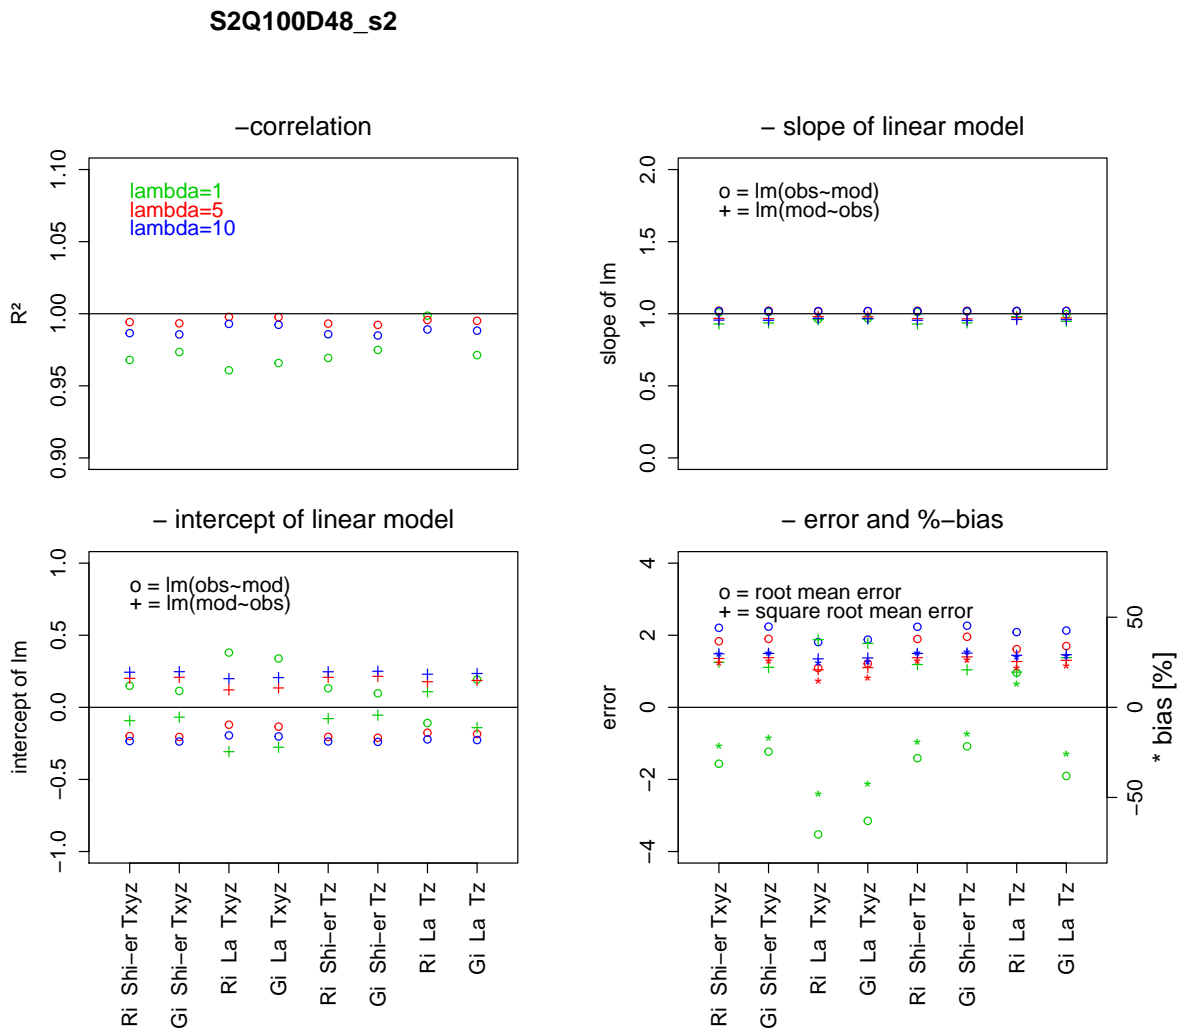 S2Q100D48_s2
−correlation
1.10
1.05
1.00
0.95
0.90
R²
lambda=1
lambda=5
lambda=10
− slope of linear model
2.0
1.5
1.0
0.5
0.0
slope of lm
o = lm(obs~mod)
+ = lm(mod~obs)
− intercept of linear model
1.0
0.5
0.0
−0.5
−1.0
intercept of lm
o = lm(obs~mod)
+ = lm(mod~obs)
Ri Shi−er Txyz
Gi Shi−er Txyz
Ri La Txyz
Gi La Txyz
Ri Shi−er Tz
Gi Shi−er Tz
Ri La Tz
Gi La Tz
− error and %−bias
4
2
0
−2
−4
error
o = root mean error
+ = square root mean error
50
0
−50
* bias [%]
Ri Shi−er Txyz
Gi Shi−er Txyz
Ri La Txyz
Gi La Txyz
Ri Shi−er Tz
Gi Shi−er Tz
Ri La Tz
Gi La Tz